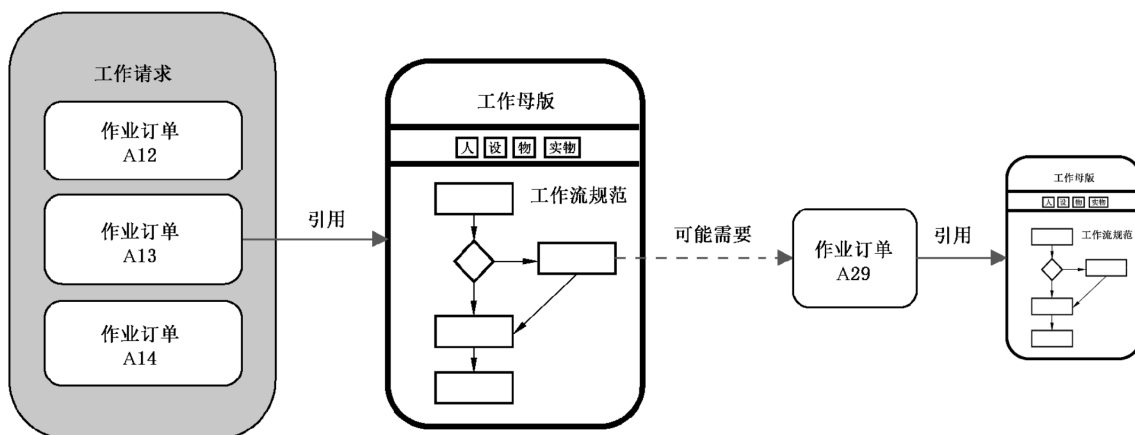 工作请求
作业订单
A12
作业订单
A13
作业订单
A14
引用
工作母版
人 设 物 实物
工作流规范
可能需要
作业订单
A29
引用
工作母版
人 设 物 实物
工作流规范